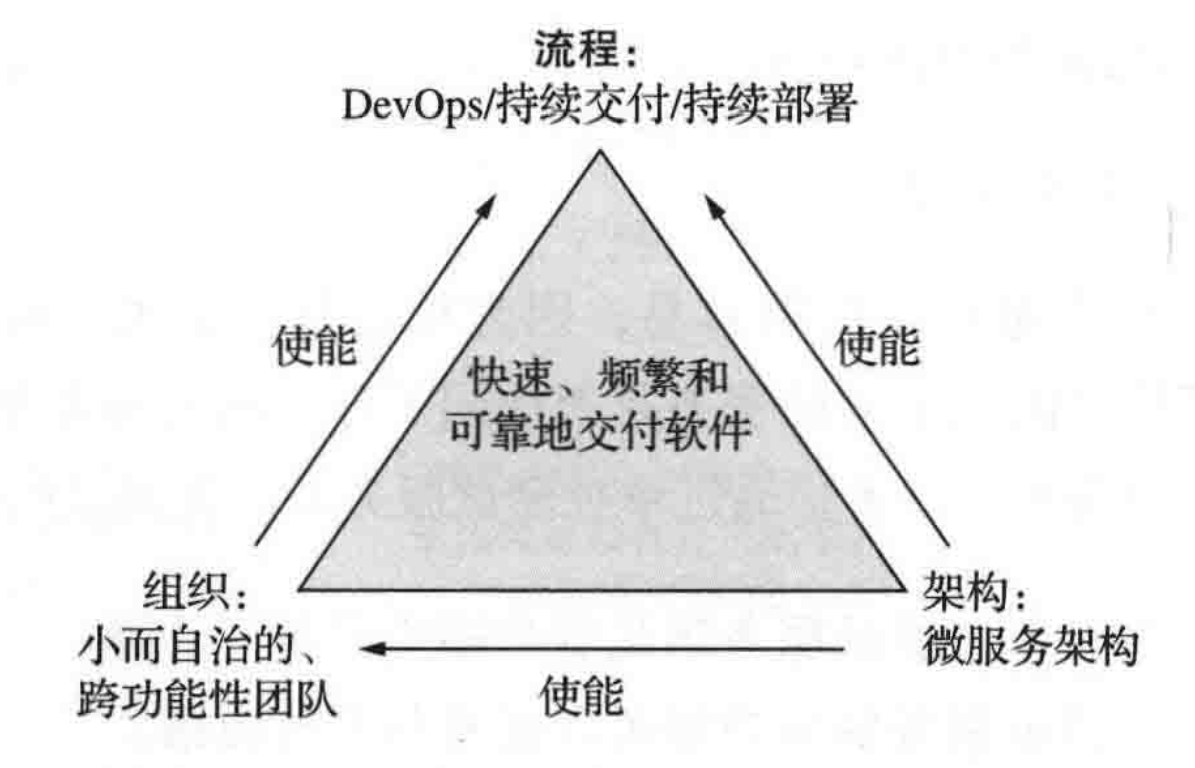 流程：
DevOps/持续交付/持续部署
使能
使能
快速、频繁和
可靠地交付软件
组织：
小而自治的、
跨功能性团队
架构：
微服务架构
使能